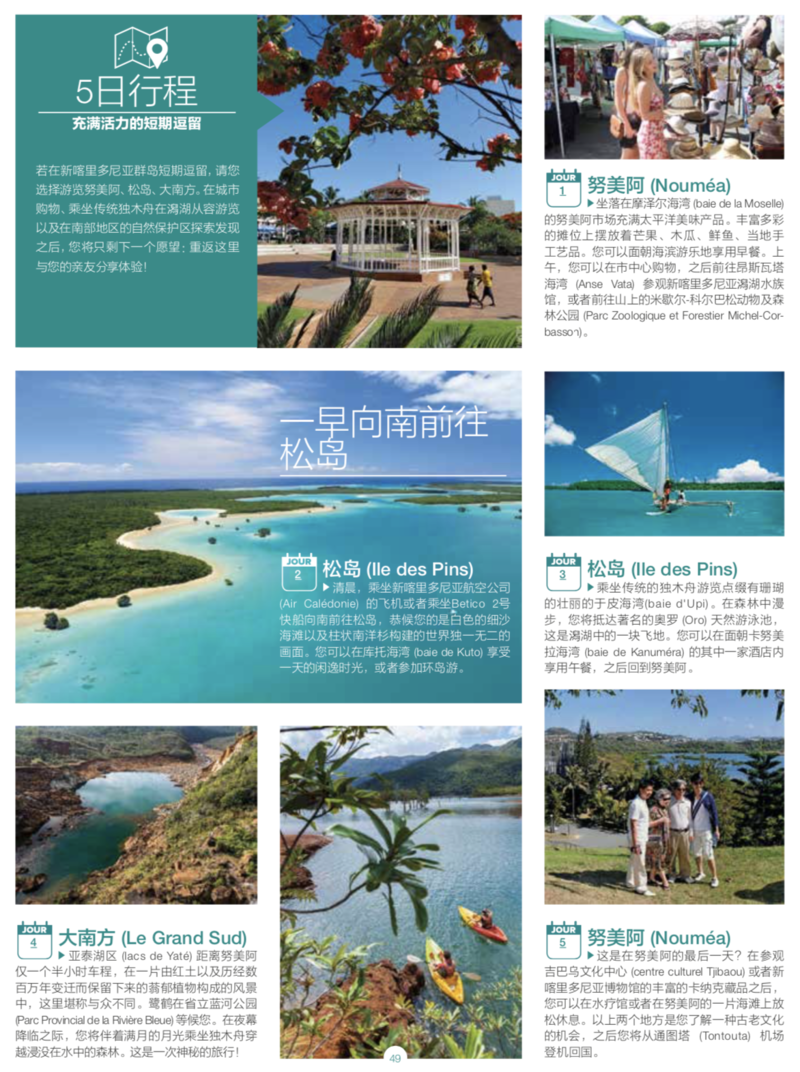 5日行程
充满活力的短期逗留
若在新喀里多尼亚群岛短期逗留，请您
选择游览努美阿、松岛、大南方。在城市
购物、乘坐传统独木舟在潟湖从容游览
以及在南部地区的自然保护区探索发现
之后，您将只剩下一个愿望：重返这里
与您的亲友分享体验！
JOUR
1
努美阿 (Nouméa)
▶坐落在摩泽尔海湾 (baie de la Moselle)
的努美阿市场充满太平洋美味产品。丰富多彩
的摊位上摆放着芒果、木瓜、鲜鱼、当地手
工艺品。您可以面朝海滨游乐地享用早餐。上
午，您可以在市中心购物，之后前往昂斯瓦塔
海湾 (Anse Vata) 参观新喀里多尼亚潟湖水族
馆，或者前往山上的米歇尔-科尔巴松动物及森
林公园 (Parc Zoologique et Forestier Michel-Cor-
basson)。
一早向南前往
松岛
JOUR
2
松岛 (Ile des Pins)
▶清晨，乘坐新喀里多尼亚航空公司
(Air Calédonie) 的飞机或者乘坐Betico 2号
快船向南前往松岛，恭候您的是白色的细沙
海滩以及柱状南洋杉构建的世界独一无二的
画面。您可以在库托海湾 (baie de Kuto) 享受
一天的闲逸时光，或者参加环岛游。
JOUR
3
松岛 (Ile des Pins)
▶乘坐传统的独木舟游览点缀有珊瑚
的壮丽的于皮海湾(baie d'Upi)。在森林中漫
步，您将抵达著名的奥罗 (Oro) 天然游泳池，
这是潟湖中的一块飞地。您可以在面朝卡努美
拉海湾 (baie de Kanuméra) 的其中一家酒店内
享用午餐，之后回到努美阿。
JOUR
4
大南方 (Le Grand Sud)
▶亚泰湖区 (lacs de Yaté) 距离努美阿
仅一个半小时车程，在一片由红土以及历经数
百万年变迁而保留下来的蓊郁植物构成的风景
中，这里堪称与众不同。鹭鹤在省立蓝河公园
(Parc Provincial de la Rivière Bleue) 等候您。在夜幕
降临之际，您将伴着满月的月光乘坐独木舟穿
越浸没在水中的森林。这是一次神秘的旅行！
JOUR
5
努美阿 (Nouméa)
▶这是在努美阿的最后一天？在参观
吉巴乌文化中心 (centre culturel Tjibaou) 或者新
喀里多尼亚博物馆的丰富的卡纳克藏品之后，
您可以在水疗馆或者在努美阿的一片海滩上放
松休息。以上两个地方是您了解一种古老文化
的机会，之后您将从通图塔 (Tontouta) 机场
登机回国。
49